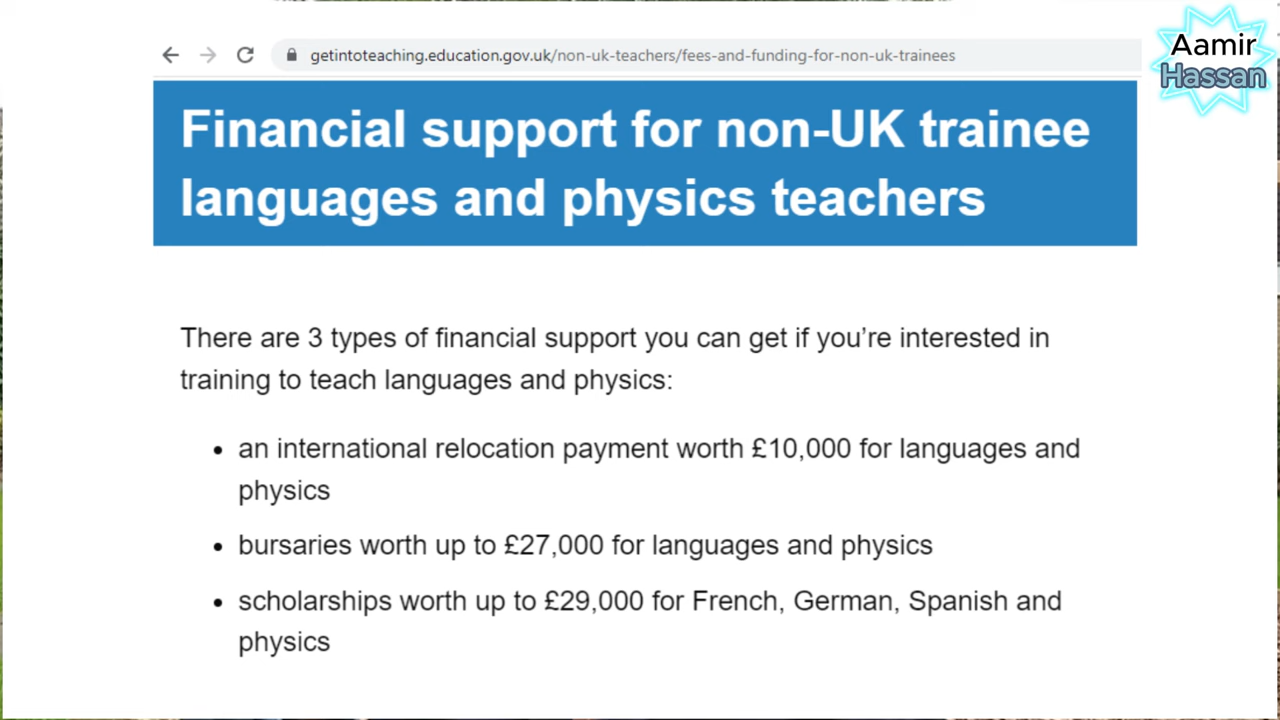 getintoteaching.education.gov.uk/non-uk-teachers/fees-and-funding-for-non-uk-trainees
Aamir
Hassan
Financial support for non-UK trainee
languages and physics teachers
There are 3 types of financial support you can get if you’re interested in
training to teach languages and physics:
• an international relocation payment worth £10,000 for languages and
physics
• bursaries worth up to £27,000 for languages and physics
• scholarships worth up to £29,000 for French, German, Spanish and
physics